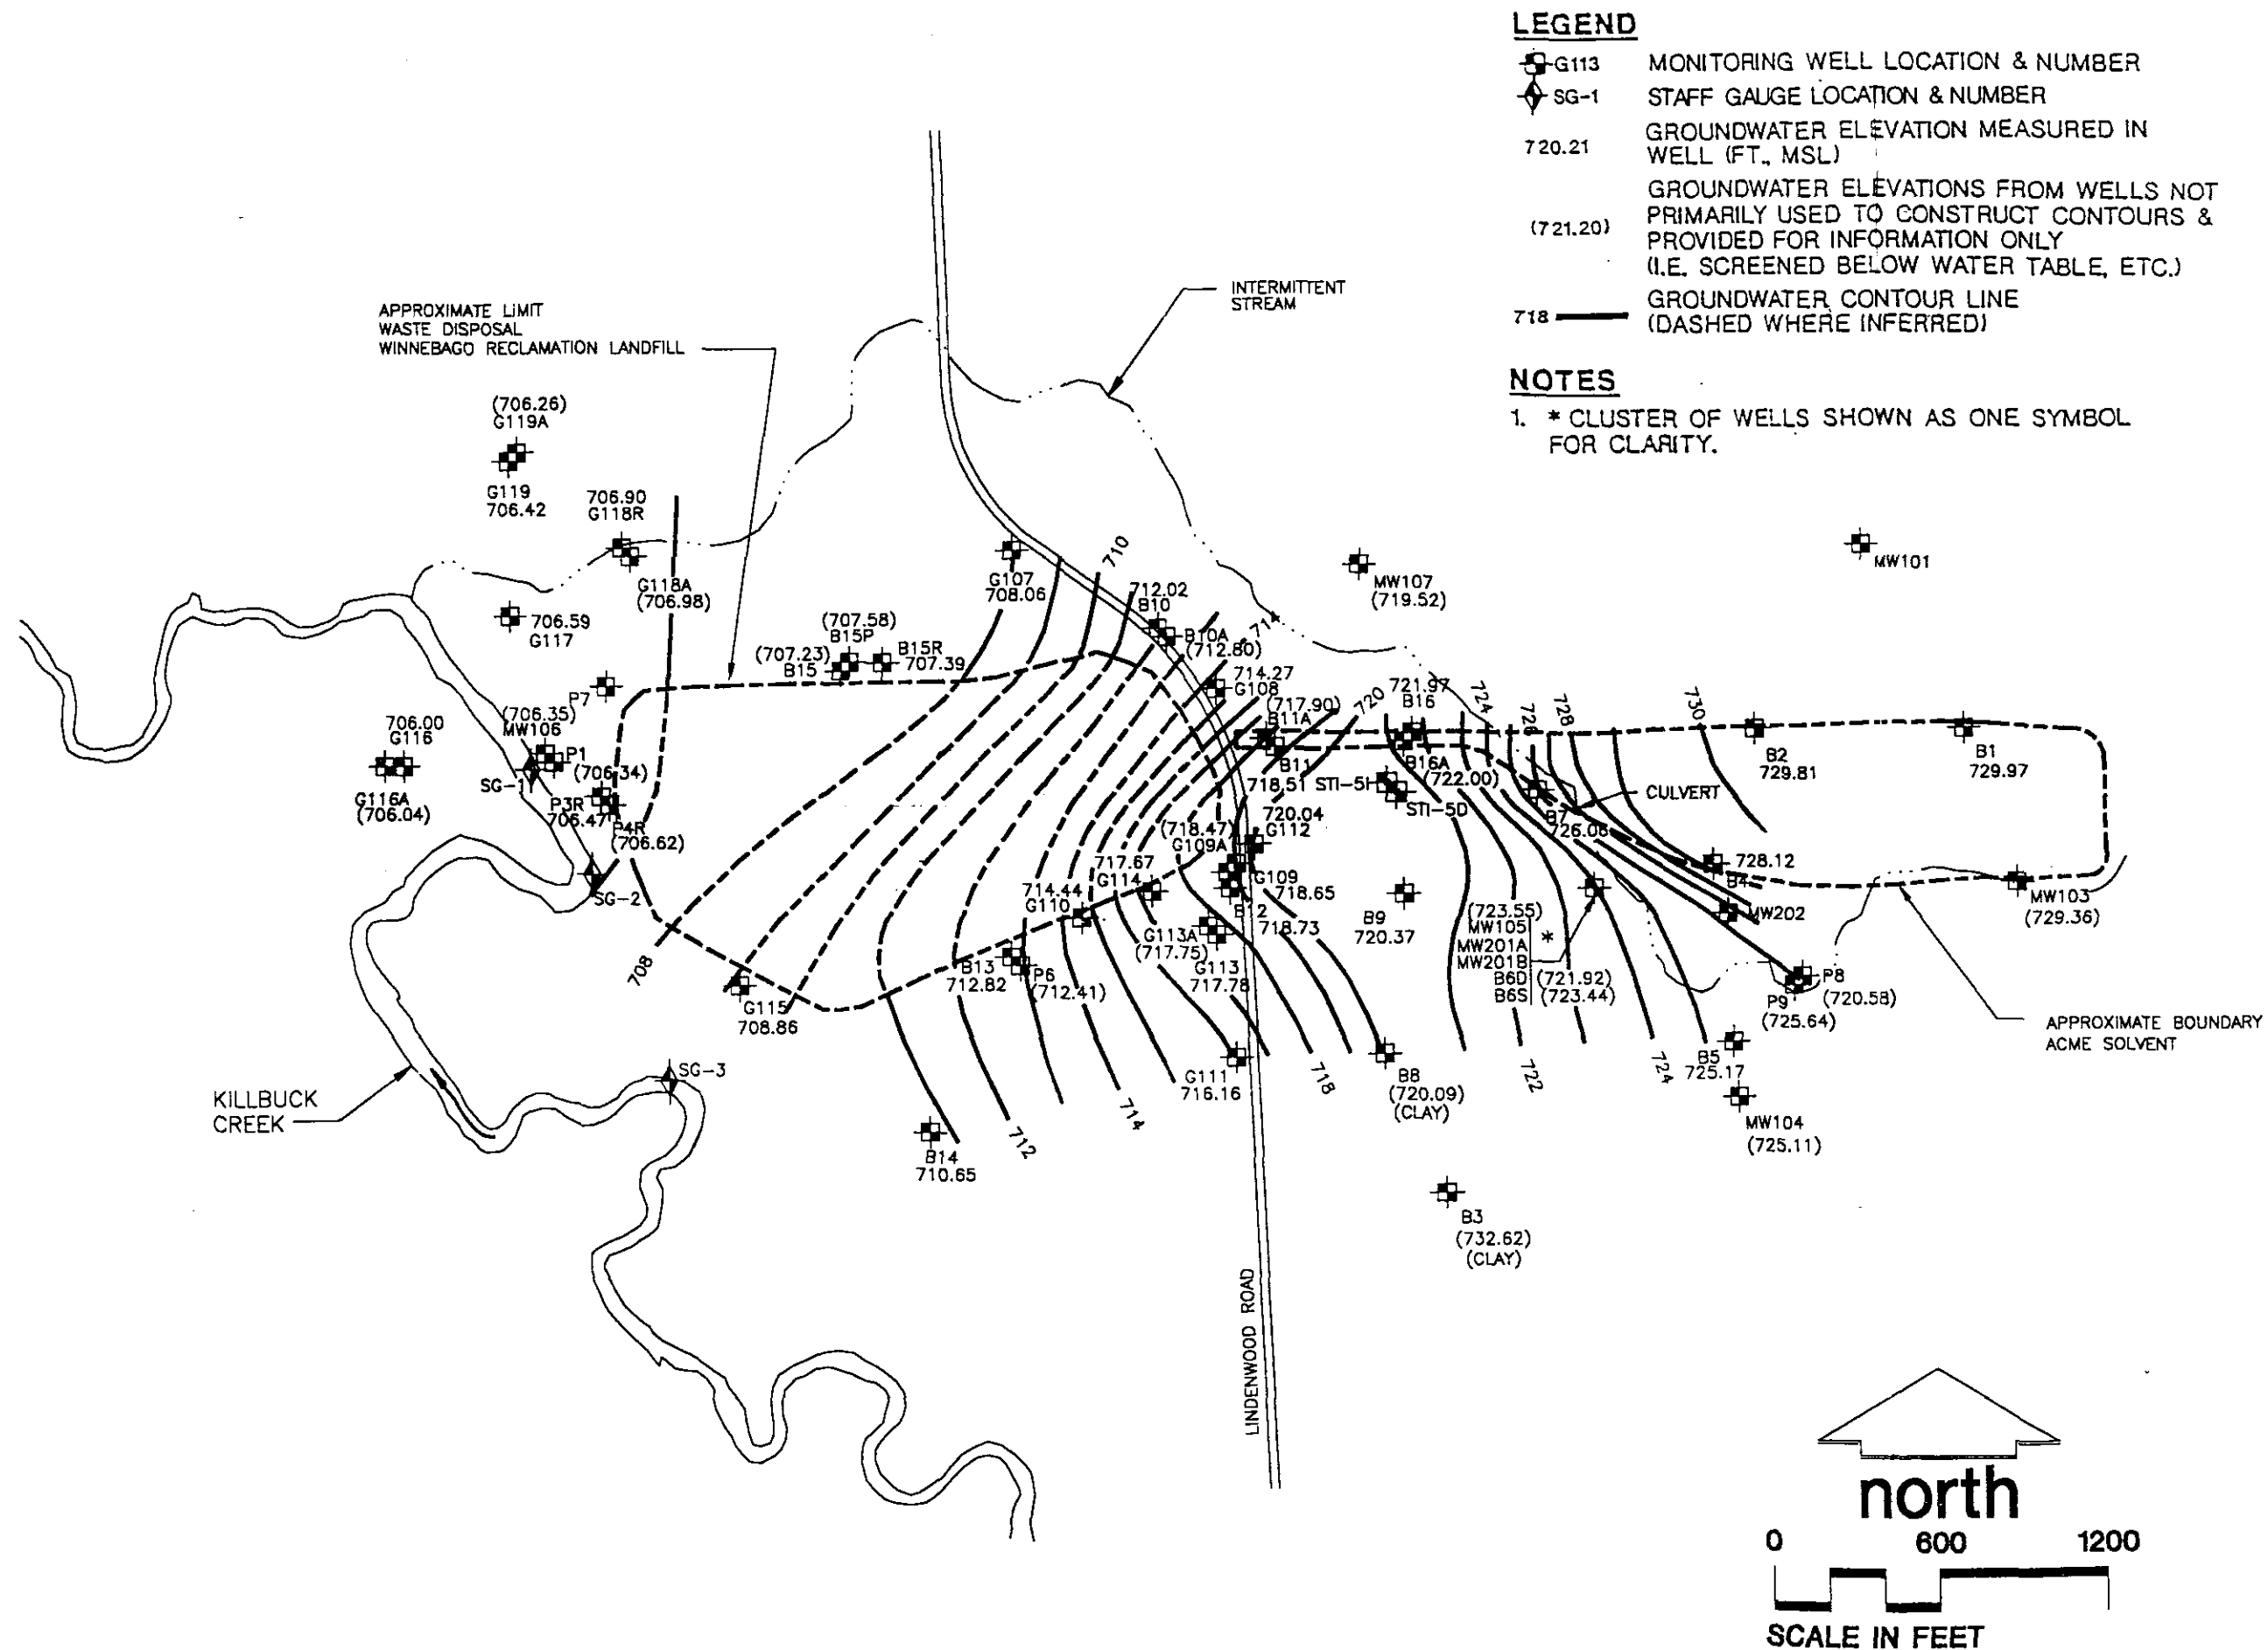 LEGEND
G113 MONITORING WELL LOCATION & NUMBER
SG-1 STAFF GAUGE LOCATION & NUMBER
720.21 GROUNDWATER ELEVATION MEASURED IN
WELL (FT., MSL)
(721.20) GROUNDWATER ELEVATIONS FROM WELLS NOT
PRIMARILY USED TO CONSTRUCT CONTOURS &
PROVIDED FOR INFORMATION ONLY
(I.E. SCREENED BELOW WATER TABLE, ETC.)
718 GROUNDWATER CONTOUR LINE
(DASHED WHERE INFERRED)
NOTES
1. * CLUSTER OF WELLS SHOWN AS ONE SYMBOL
FOR CLARITY.
INTERMITTENT
STREAM
APPROXIMATE LIMIT
WASTE DISPOSAL
WINNEBAGO RECLAMATION LANDFILL
(706.26)
G119A
G119
706.42
706.90
G118R
G118A
(706.98)
706.59
G117
P7
(706.35)
MW106
P1
(706.34)
706.00
G116
G116A
(706.04)
SG-1
P3R
706.47
P4R
(706.62)
SG-2
(707.58)
B15P
(707.23)
B15
B15R
707.39
G107
708.06
710
712.02
B10
B10A
(712.80)
714
714.27
G108
(717.90)
B11A
B11
718.51
720
721.97
B16
B16A
(722.00)
STI-5I
STI-5D
MW107
(719.52)
MW101
724
726
728
730
B2
729.81
B1
729.97
CULVERT
B7
726.06
728.12
B4
MW202
MW103
(729.36)
720.04
G112
(718.47)
G109A
G109
718.65
B12
718.73
717.67
G114
714.44
G110
G113A
(717.75)
G113
717.78
B9
720.37
(723.55)
MW105
MW201A
MW201B
B6D (721.92)
B6S (723.44)
*
P8
(720.58)
P9
(725.64)
APPROXIMATE BOUNDARY
ACME SOLVENT
B13
712.82
P6
(712.41)
708
G115
708.86
G111
716.16
718
B8
(720.09)
(CLAY)
722
724
B5
725.17
MW104
(725.11)
SG-3
KILLBUCK
CREEK
712
714
B14
710.65
B3
(732.62)
(CLAY)
LINDENWOOD ROAD
north
0 600 1200
SCALE IN FEET